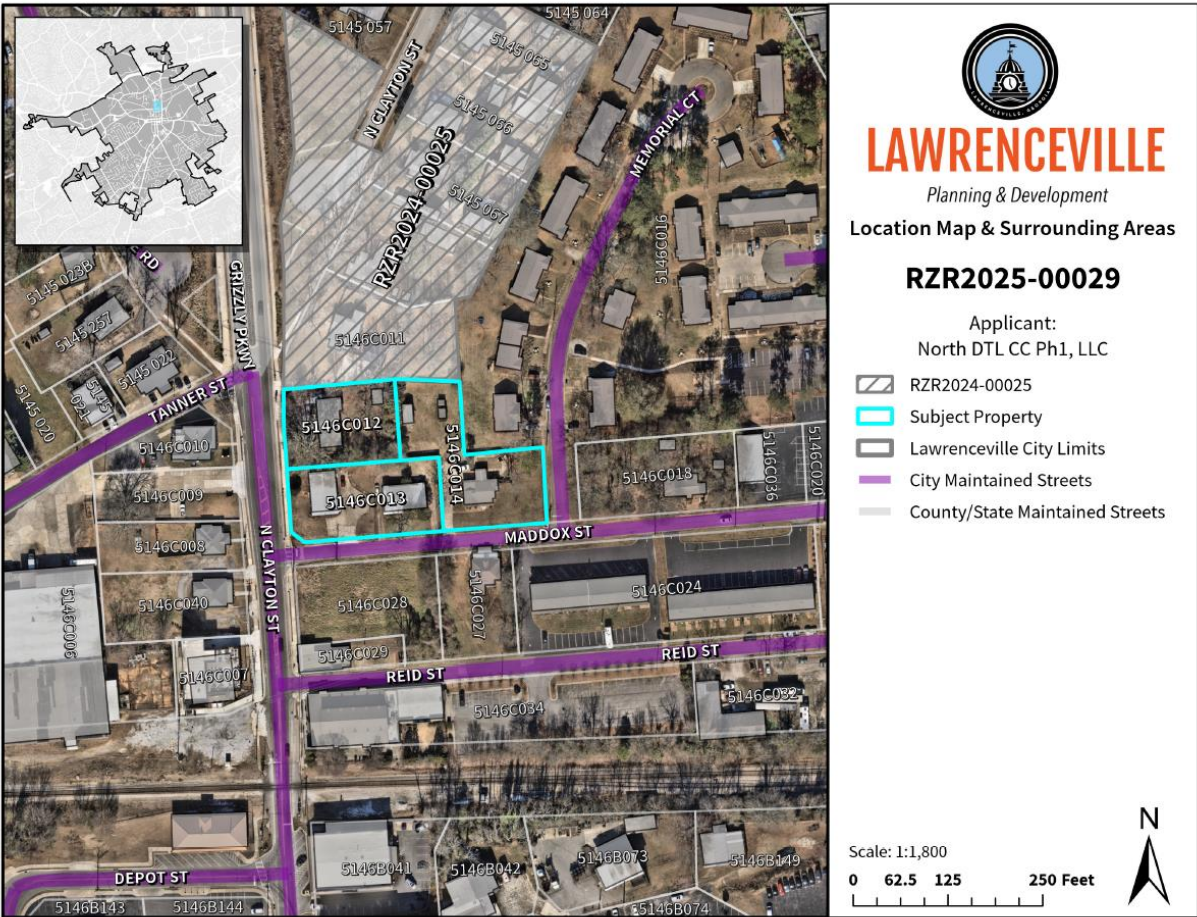 5145 057
5145 064
N CLAYTON ST
5145 065
5145 066
RZR2024-00025
5145 067
MEMORIAL CT
5146C016
E RD
5145 023B
GRIZZLY PKWY
5145 257
5146C011
5145 022
5145 021
TANNER ST
5145 020
5146C012
5146C010
5146C014
5146C018
5146C036
5146C020
5146C009
5146C013
5146C008
N CLAYTON ST
MADDOX ST
5146C024
5146C040
5146C028
5146C027
5146C006
5146C029
5146C007
REID ST
REID ST
5146C034
5146C032
5146B041
5146B042
5146B073
5146B149
DEPOT ST
5146B143
5146B144
5146B074
LAWRENCEVILLE, GEORGIA
LAWRENCEVILLE
Planning & Development
Location Map & Surrounding Areas
RZR2025-00029
Applicant:
North DTL CC Ph1, LLC
RZR2024-00025
Subject Property
Lawrenceville City Limits
City Maintained Streets
County/State Maintained Streets
N
Scale: 1:1,800
0 62.5 125 250 Feet